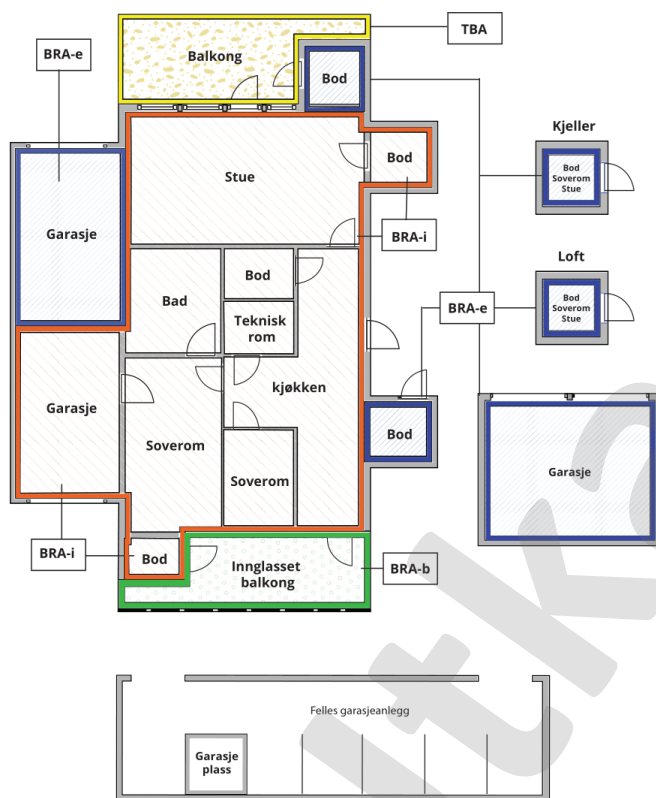 TBA
BRA-e
Balkong
Bod
Kjeller
Bod
Soverom
Stue
Stue
Bod
Garasje
BRA-i
Loft
Bod
Soverom
Stue
Bod
Bad
BRA-e
Teknisk
rom
kjøkken
Garasje
Bod
Soverom
Garasje
Soverom
BRA-i
Bod
Innglasset
balkong
BRA-b
Felles garasjeanlegg
Garasje
plass